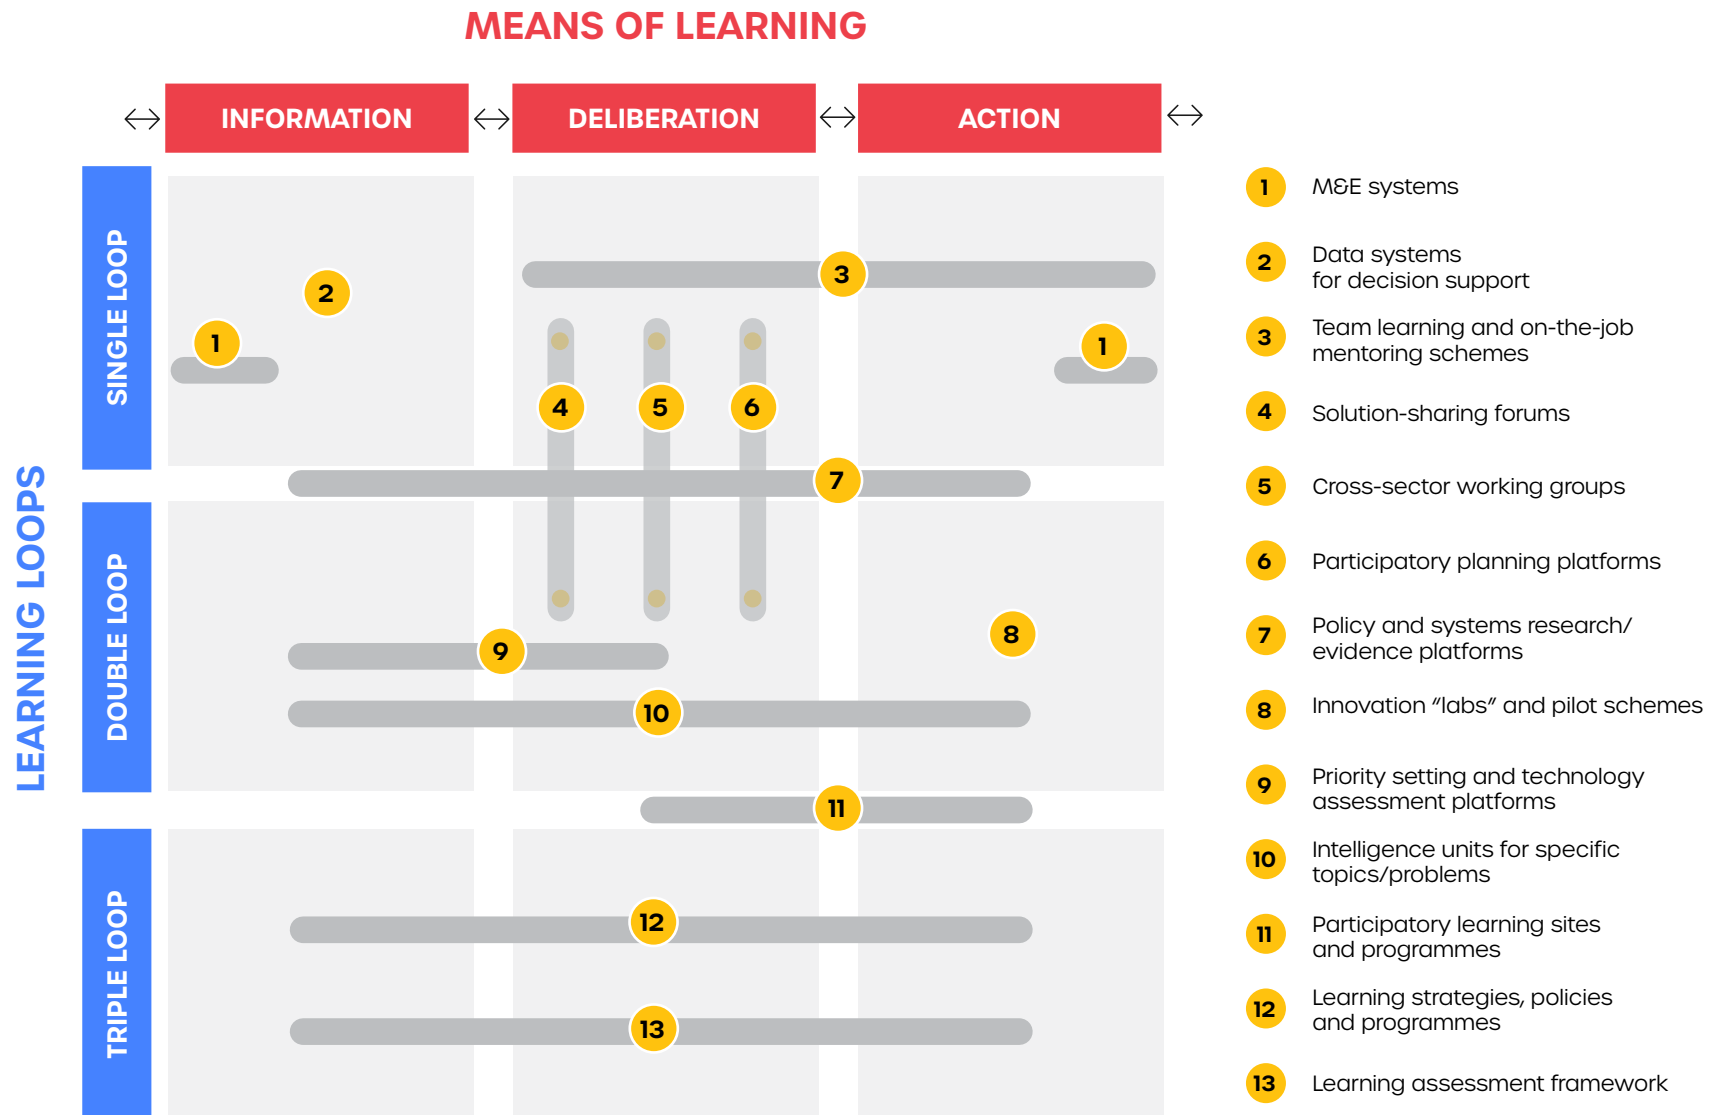 MEANS OF LEARNING
INFORMATION
DELIBERATION
ACTION
LEARNING LOOPS
SINGLE LOOP
DOUBLE LOOP
TRIPLE LOOP
3
2
1
1
4
5
6
7
8
9
10
11
12
13
1
M&E systems
2
Data systems
for decision support
3
Team learning and on-the-job
mentoring schemes
4
Solution-sharing forums
5
Cross-sector working groups
6
Participatory planning platforms
7
Policy and systems research/
evidence platforms
8
Innovation “labs” and pilot schemes
9
Priority setting and technology
assessment platforms
10
Intelligence units for specific
topics/problems
11
Participatory learning sites
and programmes
12
Learning strategies, policies
and programmes
13
Learning assessment framework